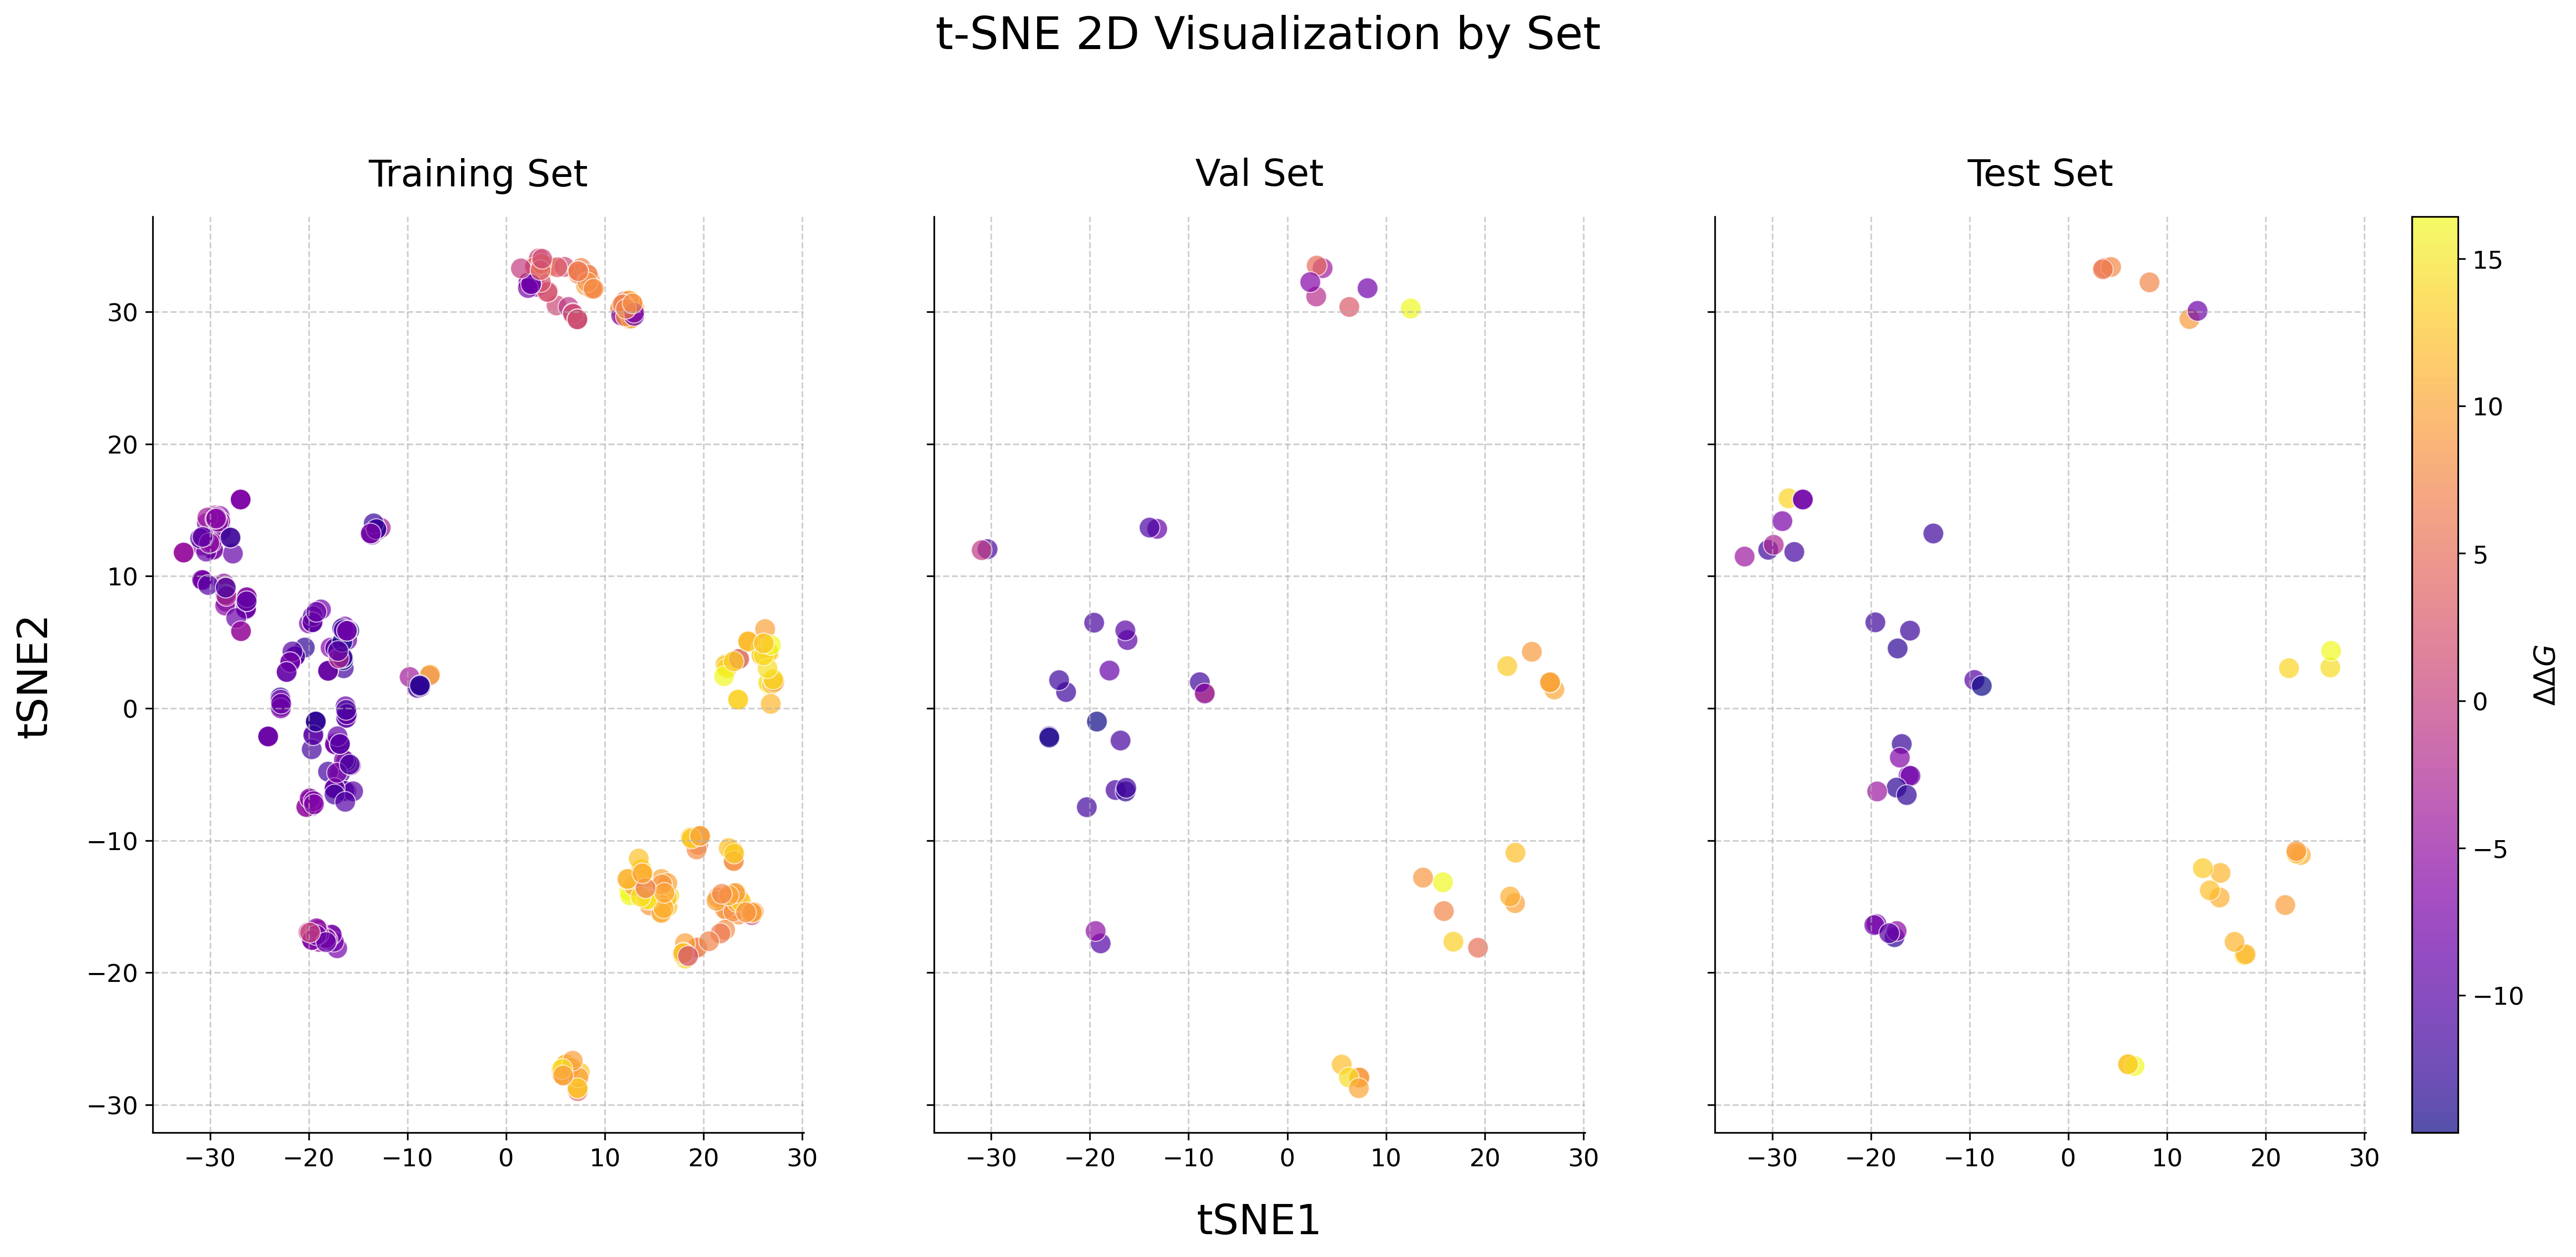 t-SNE 2D Visualization by Set
Training Set
Val Set
Test Set
tSNE2
30
20
10
0
−10
−20
−30
−30 −20 −10 0 10 20 30
−30 −20 −10 0 10 20 30
−30 −20 −10 0 10 20 30
tSNE1
15
10
5
0
−5
−10
ΔΔG